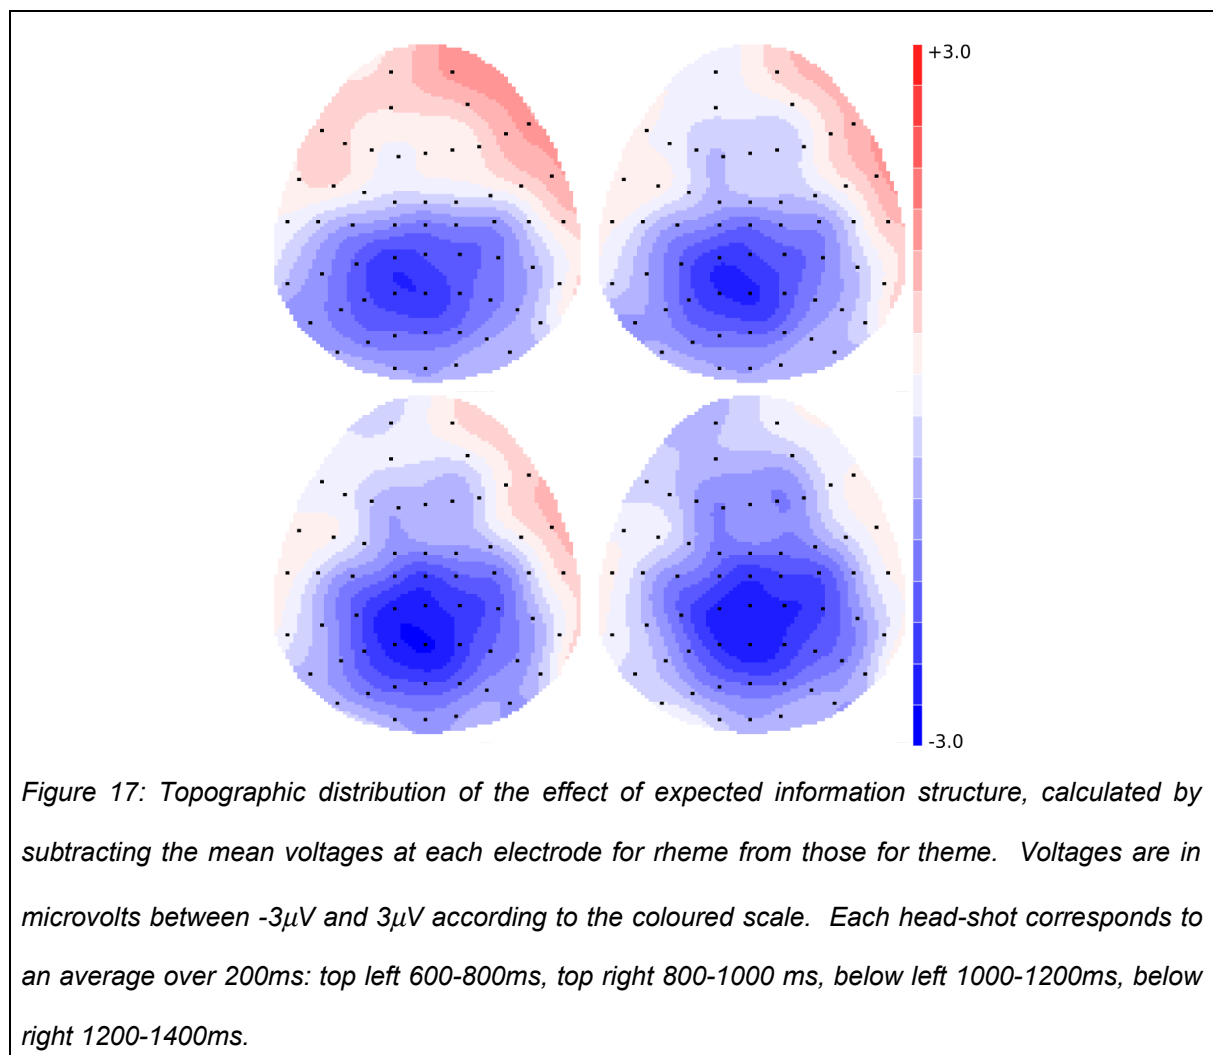 +3.0
-3.0
Figure 17: Topographic distribution of the effect of expected information structure, calculated by
subtracting the mean voltages at each electrode for rheme from those for theme. Voltages are in
microvolts between -3μV and 3μV according to the coloured scale. Each head-shot corresponds to
an average over 200ms: top left 600-800ms, top right 800-1000 ms, below left 1000-1200ms, below
right 1200-1400ms.